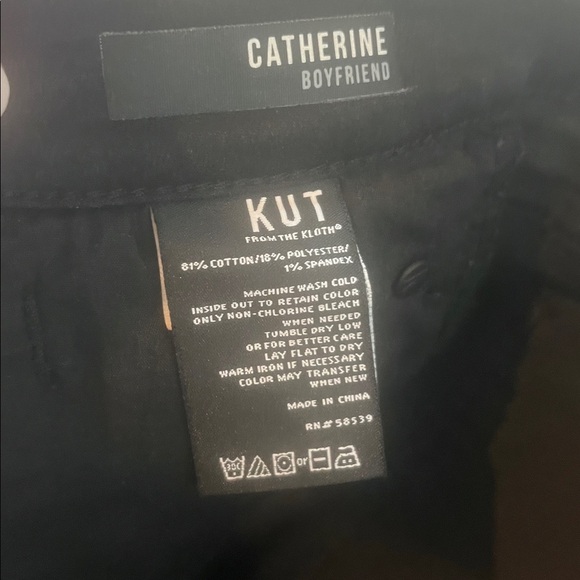 CATHERINE
BOYFRIEND
KUT
FROM THE KLOTH®
81% COTTON/18% POLYESTER/
1% SPANDEX
MACHINE WASH COLD
INSIDE OUT TO RETAIN COLOR
ONLY NON-CHLORINE BLEACH
WHEN NEEDED
TUMBLE DRY LOW
OR FOR BETTER CARE
LAY FLAT TO DRY
WARM IRON IF NECESSARY
COLOR MAY TRANSFER
WHEN NEW
MADE IN CHINA
RN# 58539
30C or